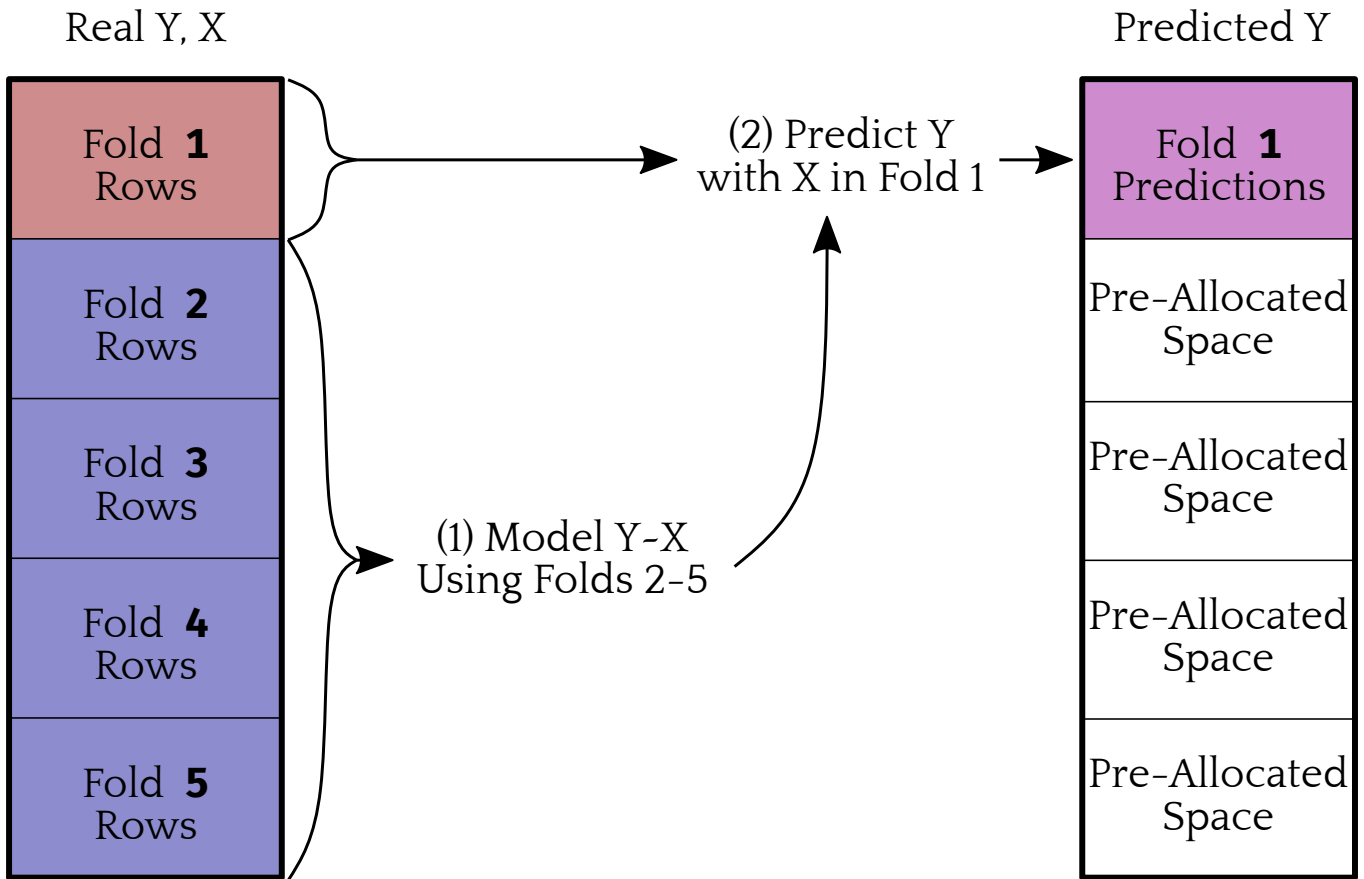 Real Y, X
Predicted Y
Fold 1
Rows
(2) Predict Y
with X in Fold 1
Fold 1
Predictions
Fold 2
Rows
Pre-Allocated
Space
Fold 3
Rows
Pre-Allocated
Space
(1) Model Y~X
Using Folds 2-5
Fold 4
Rows
Pre-Allocated
Space
Fold 5
Rows
Pre-Allocated
Space